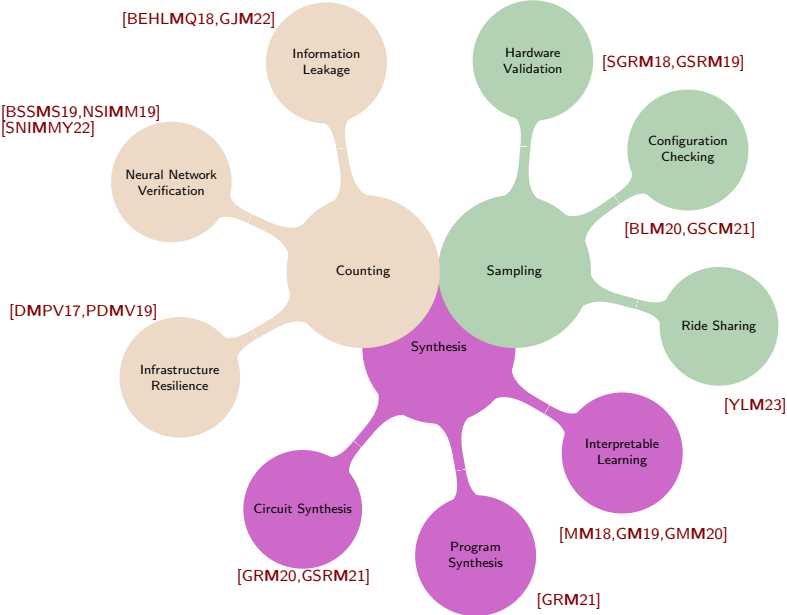 [BEHLMQ18,GJM22]
Information
Leakage
Hardware
Validation
[SGRM18,GSRM19]
[BSSMS19,NSIMM19]
[SNIMMY22]
Neural Network
Verification
Configuration
Checking
[BLM20,GSCM21]
Counting
Sampling
[DMPV17,PDMV19]
Ride Sharing
Synthesis
Infrastructure
Resilience
[YLM23]
Interpretable
Learning
Circuit Synthesis
[MM18,GM19,GMM20]
Program
Synthesis
[GRM20,GSRM21]
[GRM21]